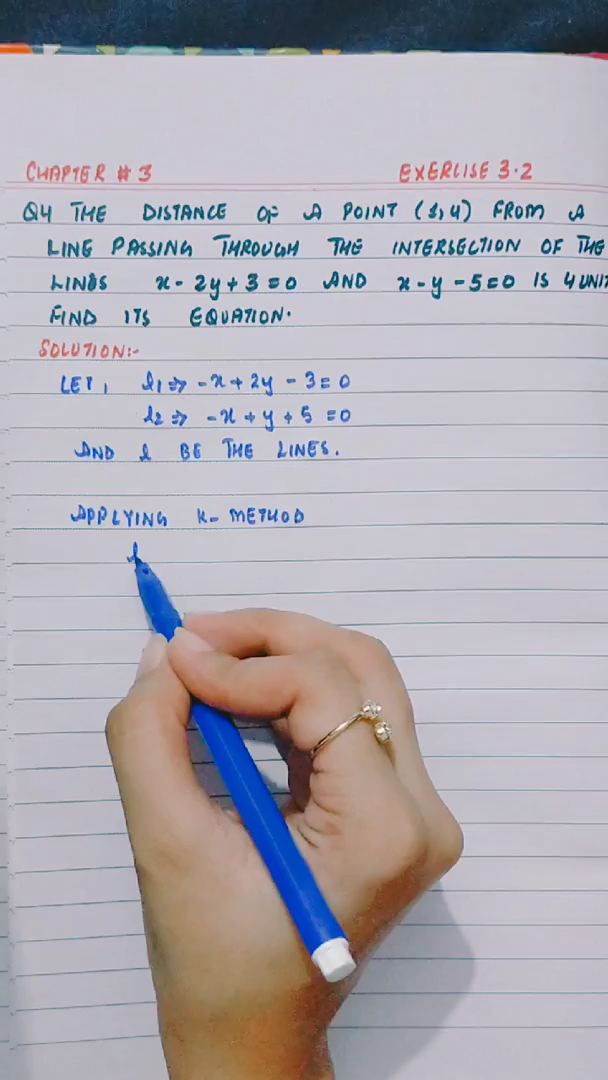 CHAPTER # 3 EXERCISE 3.2
Q4 THE DISTANCE OF A POINT (3,4) FROM A
LINE PASSING THROUGH THE INTERSECTION OF THE
LINES x - 2y + 3 = 0 AND x - y - 5 = 0 IS 4 UNIT
FIND ITS EQUATION.
SOLUTION:-
LET, l1 => -x + 2y - 3 = 0
l2 => -x + y + 5 = 0
AND l BE THE LINES.
APPLYING K- METHOD
l